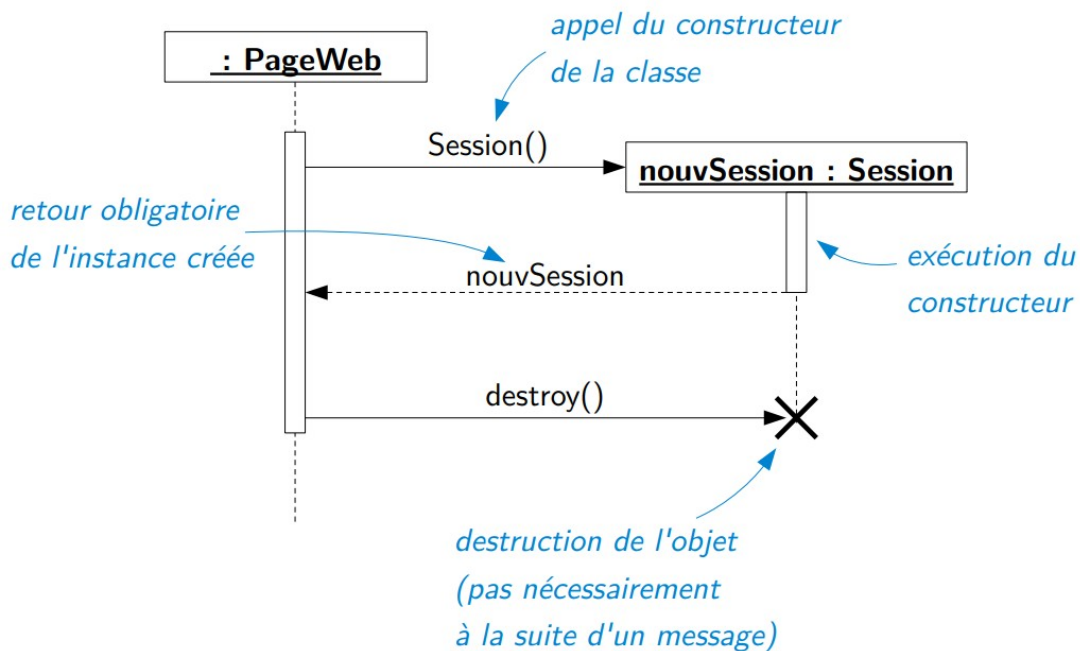 appel du constructeur
de la classe
: PageWeb
Session()
nouvSession : Session
retour obligatoire
de l'instance créée
nouvSession
exécution du
constructeur
destroy()
destruction de l'objet
(pas nécessairement
à la suite d'un message)